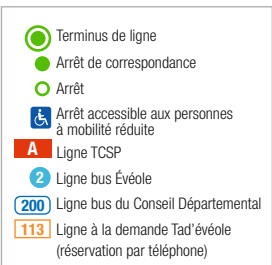 Terminus de ligne
Arrêt de correspondance
Arrêt
Arrêt accessible aux personnes
à mobilité réduite
A Ligne TCSP
2 Ligne bus Évéole
200 Ligne bus du Conseil Départemental
113 Ligne à la demande Tad'évéole
(réservation par téléphone)